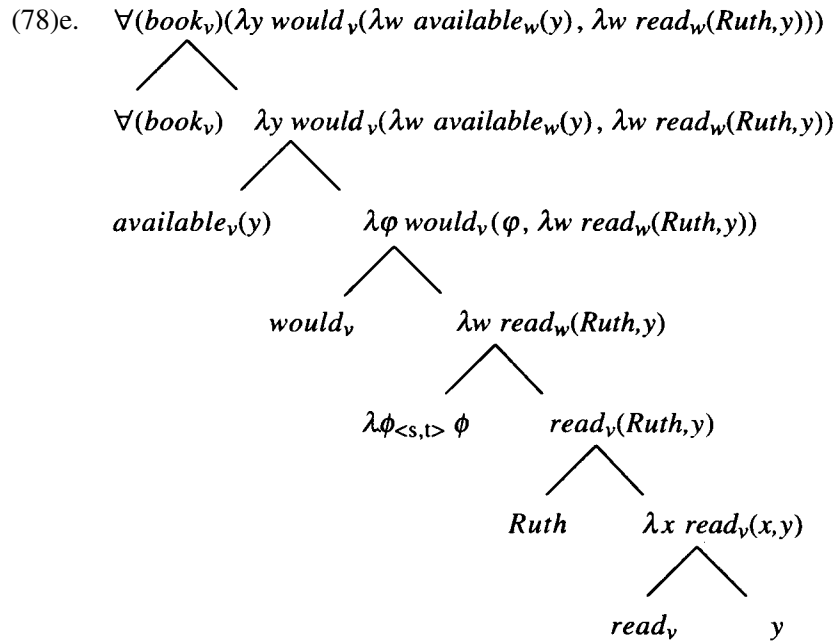 (78)e. ∀(book_v)(λy would_v(λw available_w(y), λw read_w(Ruth,y)))
∀(book_v) λy would_v(λw available_w(y), λw read_w(Ruth,y))
available_v(y) λφ would_v(φ, λw read_w(Ruth,y))
would_v λw read_w(Ruth,y)
λϕ_<s,t> ϕ read_v(Ruth,y)
Ruth λx read_v(x,y)
read_v y